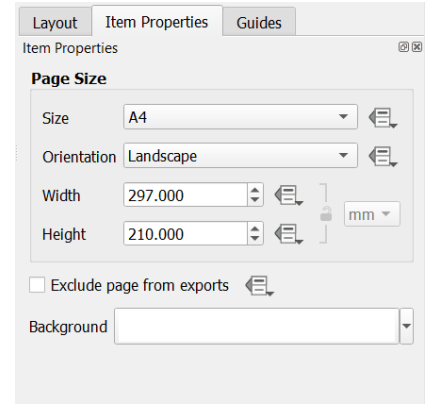 Layout Item Properties Guides
Item Properties
Page Size
Size A4
Orientation Landscape
Width 297.000
mm
Height 210.000
Exclude page from exports
Background